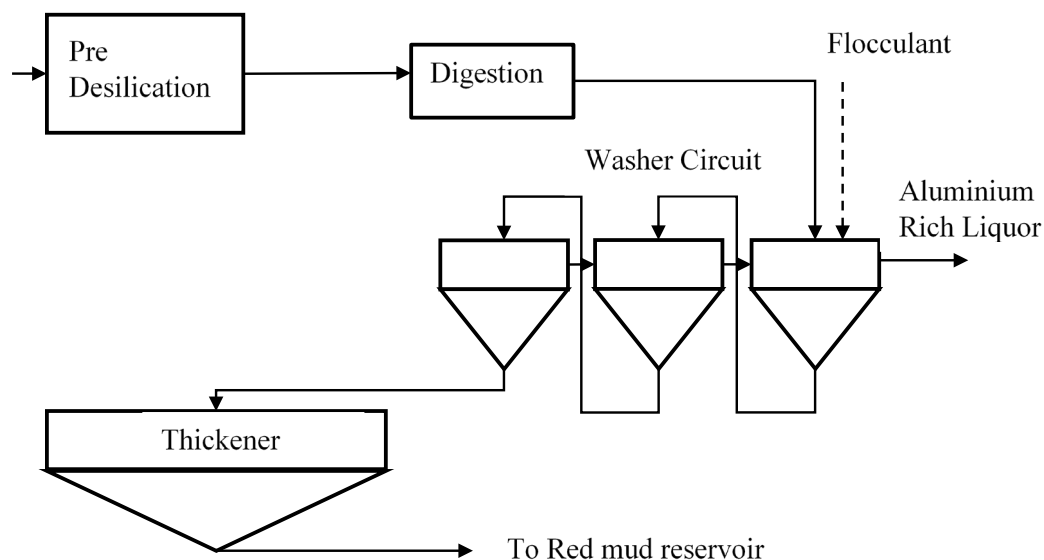 Pre
Desilication
Digestion
Flocculant
Washer Circuit
Aluminium
Rich Liquor
Thickener
To Red mud reservoir